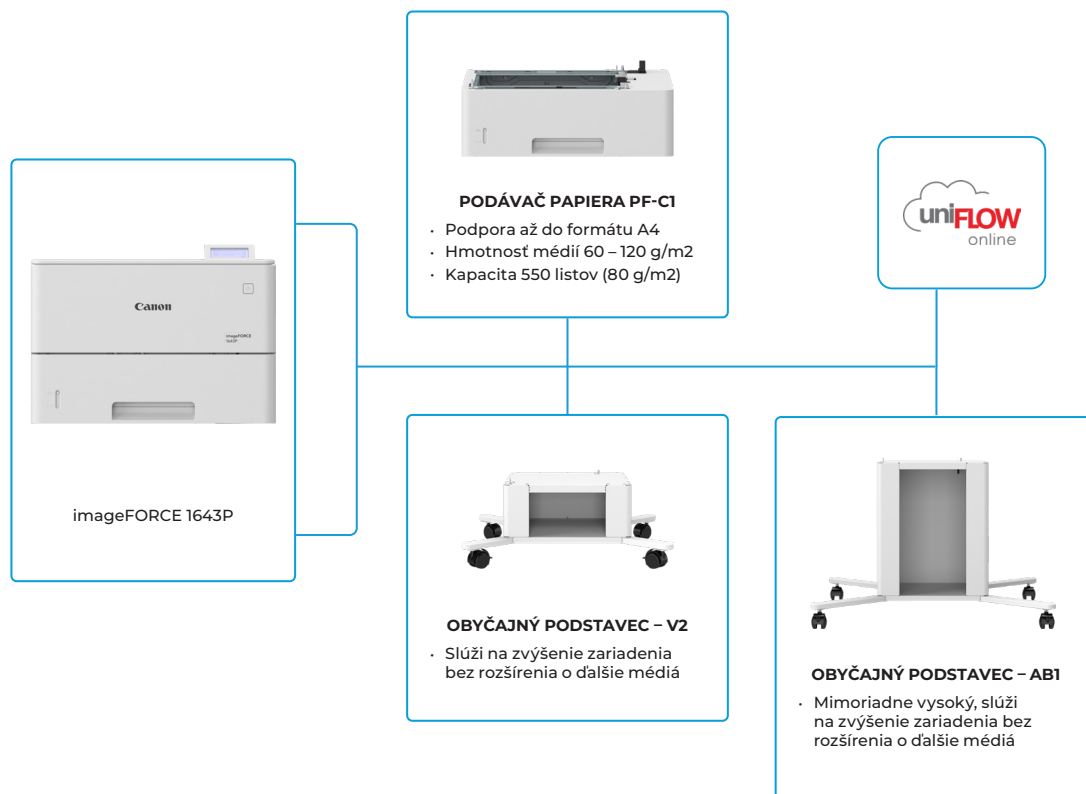 Canon
imageFORCE
1643P
imageFORCE 1643P
PODÁVAČ PAPIERA PF-C1
· Podpora až do formátu A4
· Hmotnosť médií 60 – 120 g/m2
· Kapacita 550 listov (80 g/m2)
uniFLOW
online
OBYČAJNÝ PODSTAVEC – V2
· Slúži na zvýšenie zariadenia
bez rozšírenia o ďalšie médiá
OBYČAJNÝ PODSTAVEC – AB1
· Mimoriadne vysoký, slúži
na zvýšenie zariadenia bez
rozšírenia o ďalšie médiá